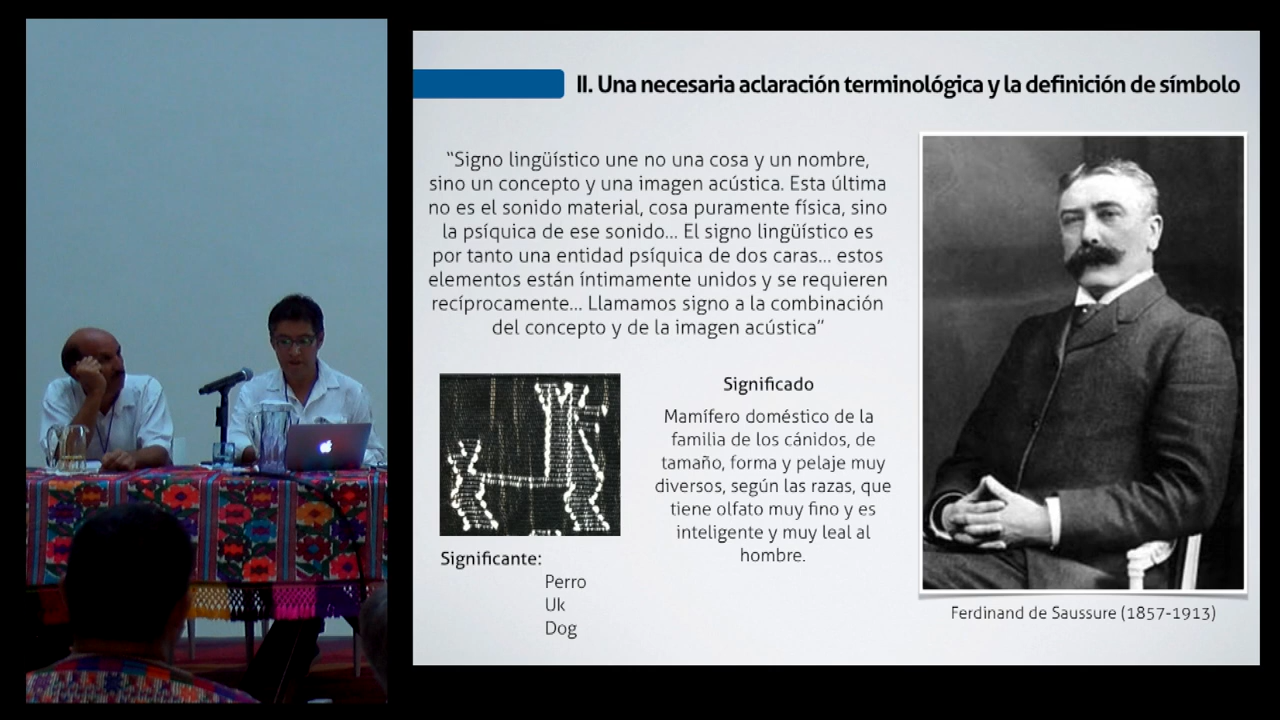 II. Una necesaria aclaración terminológica y la definición de símbolo
“Signo lingüístico une no una cosa y un nombre,
sino un concepto y una imagen acústica. Esta última
no es el sonido material, cosa puramente física, sino
la psíquica de ese sonido... El signo lingüístico es
por tanto una entidad psíquica de dos caras... estos
elementos están íntimamente unidos y se requieren
recíprocamente... Llamamos signo a la combinación
del concepto y de la imagen acústica”
Significante:
Perro
Uk
Dog
Significado
Mamífero doméstico de la
familia de los cánidos, de
tamaño, forma y pelaje muy
diversos, según las razas, que
tiene olfato muy fino y es
inteligente y muy leal al
hombre.
Ferdinand de Saussure (1857-1913)